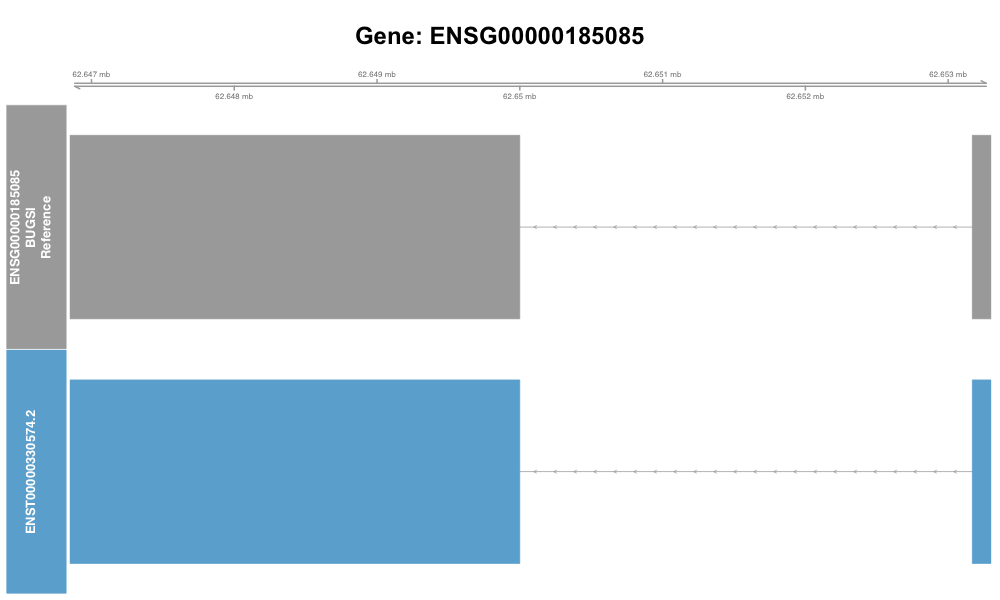 Gene: ENSG00000185085
62.647 mb
62.649 mb
62.651 mb
62.653 mb
62.648 mb
62.65 mb
62.652 mb
ENSG00000185085
BUGSI
Reference
ENST00000330574.2